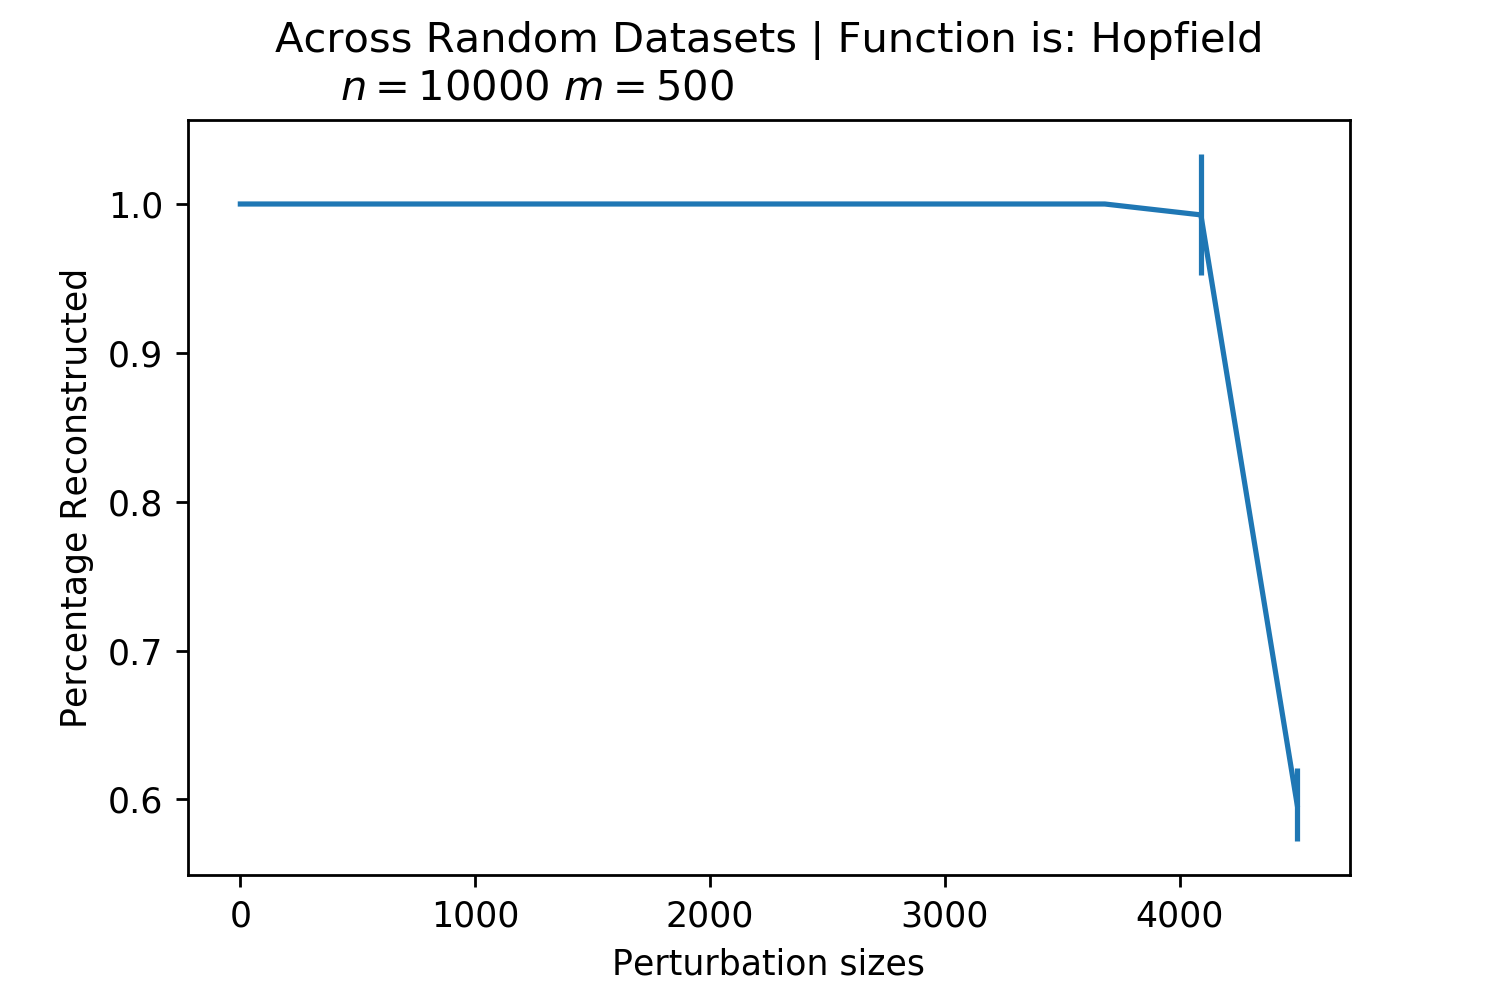 Across Random Datasets | Function is: Hopfield
n = 10000 m = 500
1.0
0.9
0.8
0.7
0.6
Percentage Reconstructed
0 1000 2000 3000 4000
Perturbation sizes